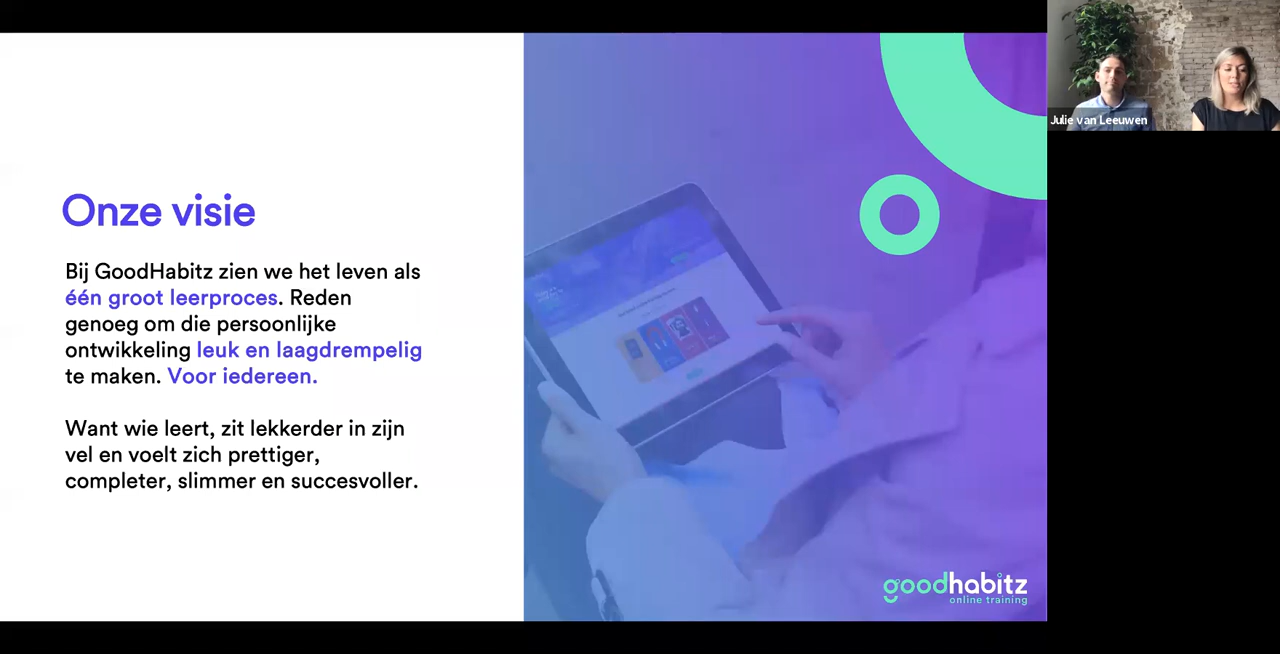 Onze visie
Bij GoodHabitz zien we het leven als
één groot leerproces. Reden
genoeg om die persoonlijke
ontwikkeling leuk en laagdrempelig
te maken. Voor iedereen.
Want wie leert, zit lekkerder in zijn
vel en voelt zich prettiger,
completer, slimmer en succesvoller.
Julie van Leeuwen
goodhabitz
online training